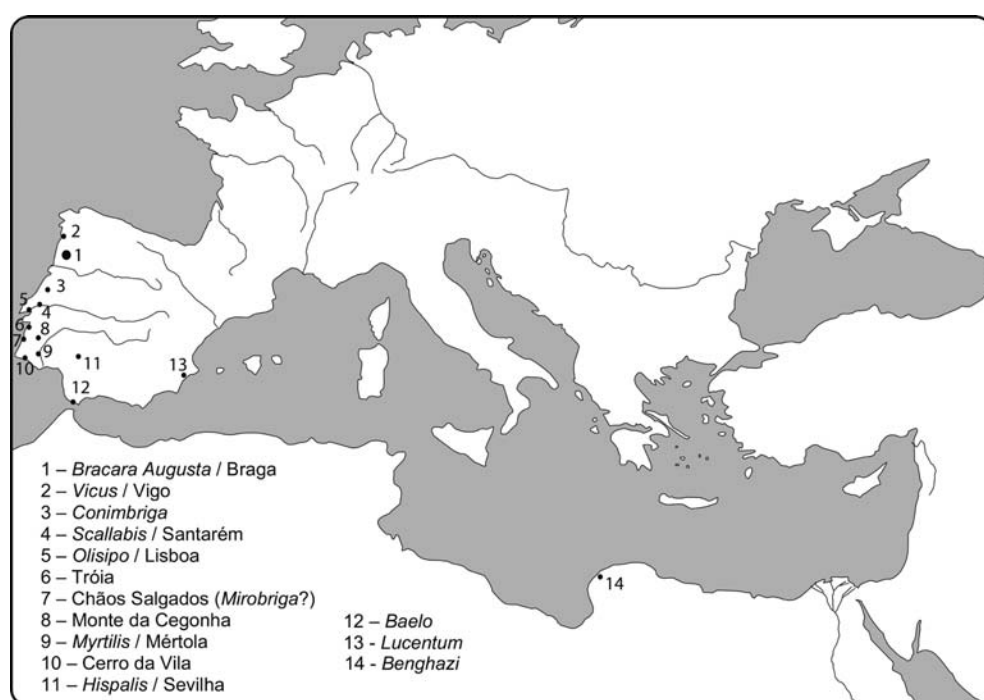 2
1
3
5
4
6
7
8
9
10
11
12
13
14
1 – Bracara Augusta / Braga
2 – Vicus / Vigo
3 – Conimbriga
4 – Scallabis / Santarém
5 – Olisipo / Lisboa
6 – Tróia
7 – Chãos Salgados (Mirobriga?)
8 – Monte da Cegonha
9 – Myrtilis / Mértola
10 – Cerro da Vila
11 – Hispalis / Sevilha
12 – Baelo
13 - Lucentum
14 - Benghazi